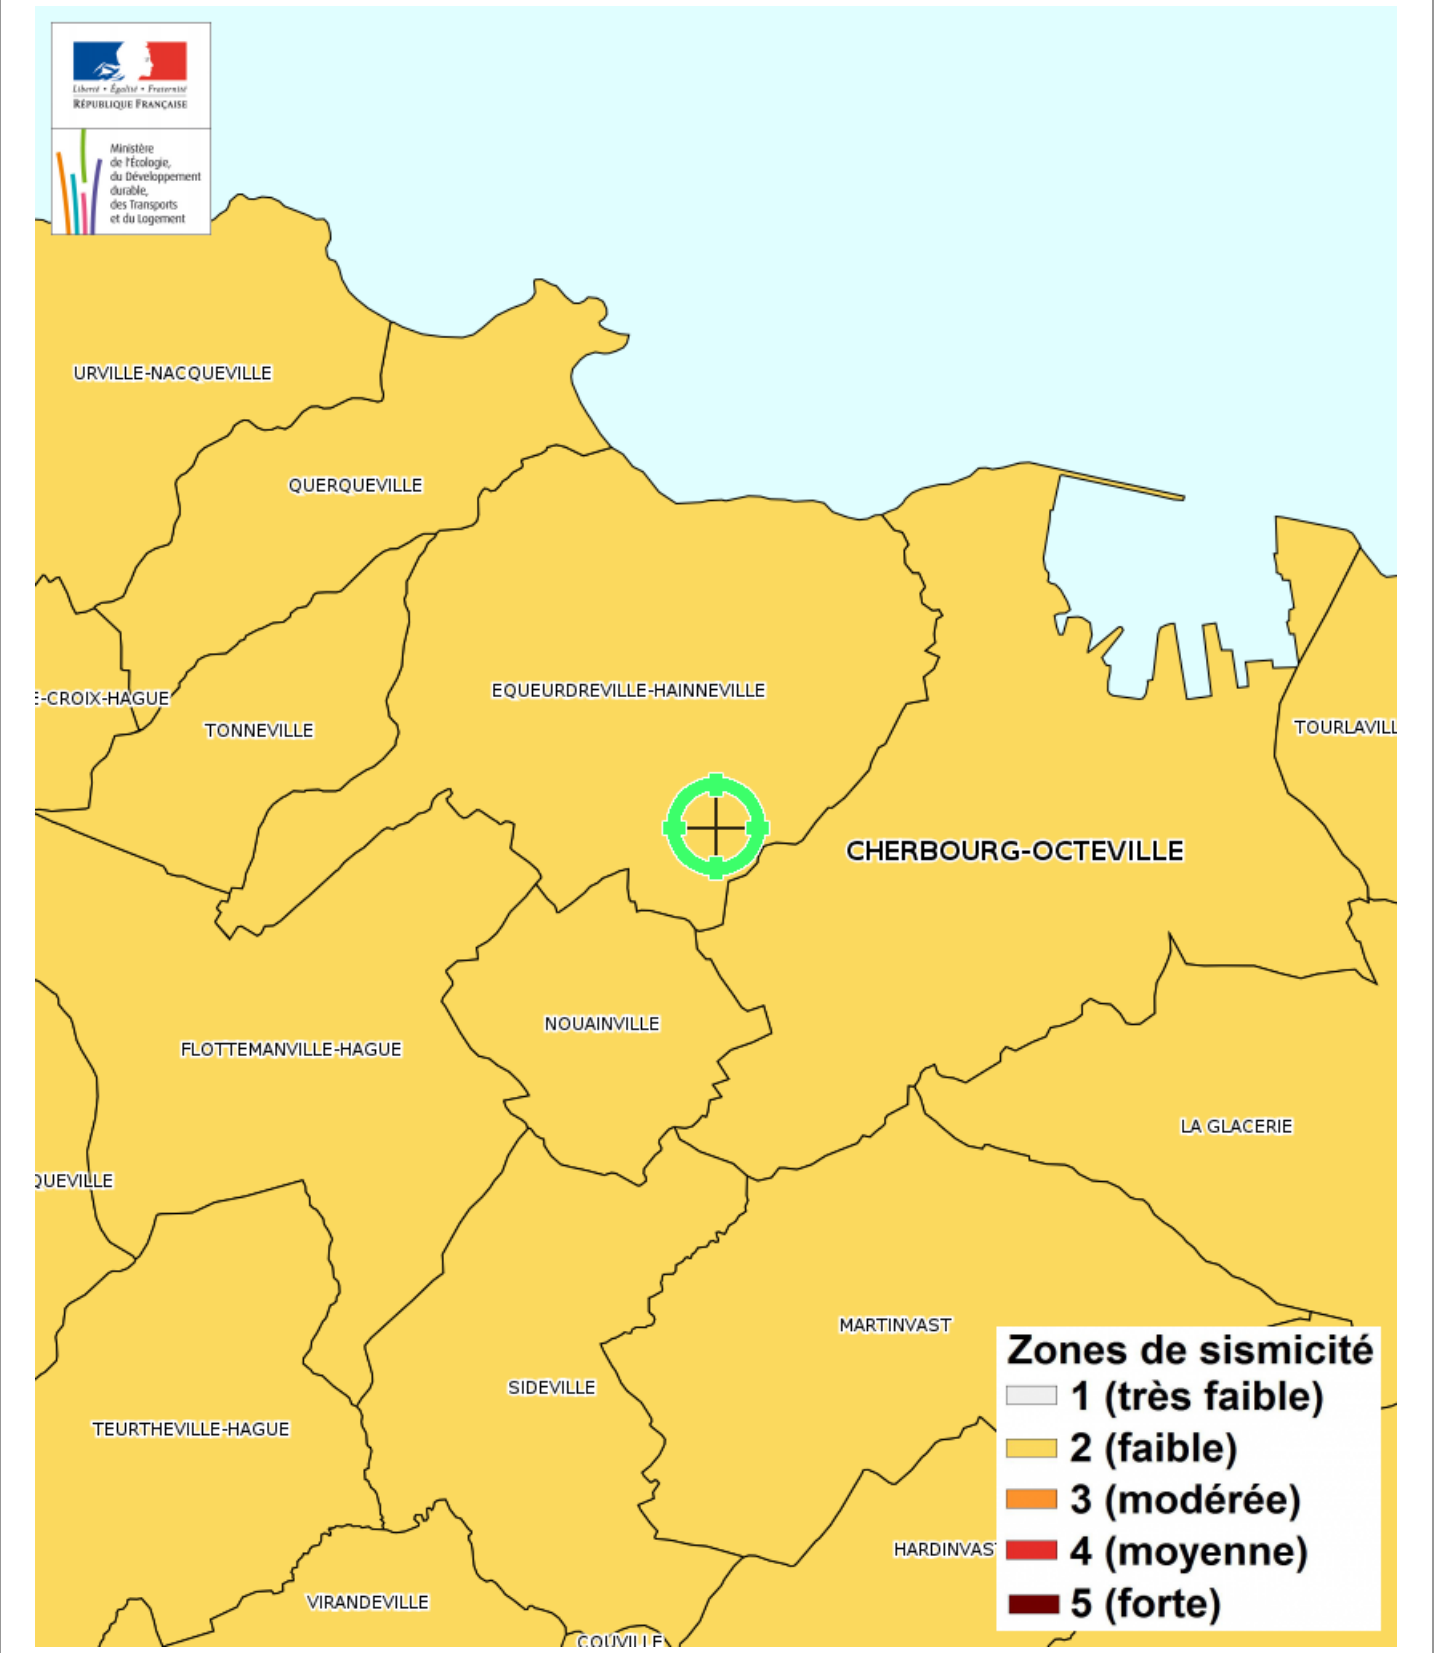 Liberté • Égalité • Fraternité
RÉPUBLIQUE FRANÇAISE
Ministère
de l'Écologie,
du Développement
durable,
des Transports
et du Logement
URVILLE-NACQUEVILLE
QUERQUEVILLE
EQUEURDREVILLE-HAINNEVILLE
E-CROIX-HAGUE
TONNEVILLE
TOURLAVILL
CHERBOURG-OCTEVILLE
NOUAINVILLE
FLOTTEMANVILLE-HAGUE
LA GLACERIE
QUEVILLE
MARTINVAST
SIDEVILLE
TEURTHEVILLE-HAGUE
HARDINVAST
VIRANDEVILLE
COUVILLE
Zones de sismicité
1 (très faible)
2 (faible)
3 (modérée)
4 (moyenne)
5 (forte)